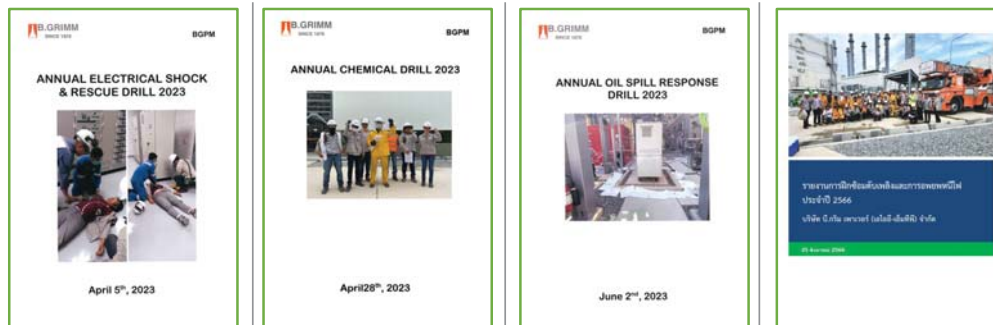 B.GRIMM
SINCE 1878
BGPM
ANNUAL ELECTRICAL SHOCK
& RESCUE DRILL 2023
April 5th, 2023
B.GRIMM
SINCE 1878
BGPM
ANNUAL CHEMICAL DRILL 2023
April28th, 2023
B.GRIMM
SINCE 1878
BGPM
ANNUAL OIL SPILL RESPONSE
DRILL 2023
June 2nd, 2023
รายงานการฝึกซ้อมดับเพลิงและการอพยพหนีไฟ
ประจำปี 2566
บริษัท บี.กริม เพาเวอร์ (เอไออี-เอ็มทีพี) จำกัด
2566